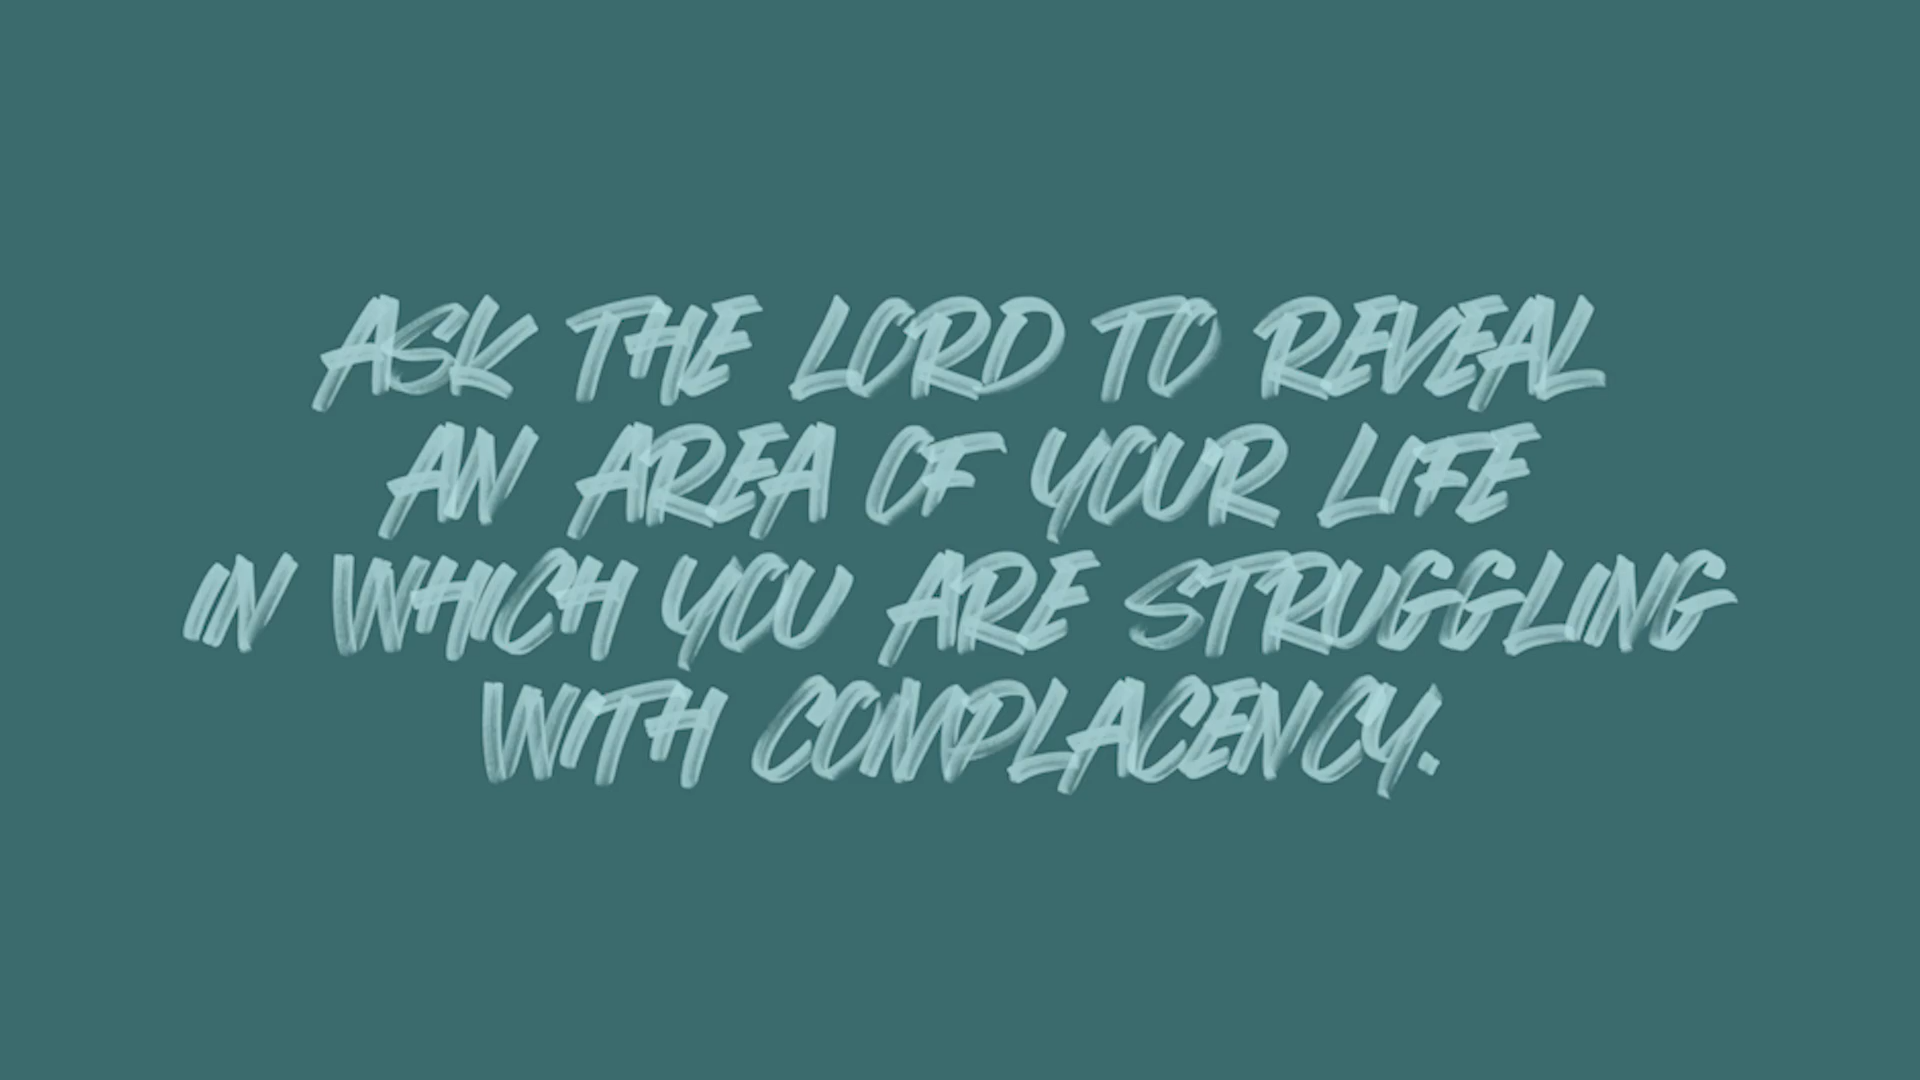 ASK THE LORD TO REVEAL
AN AREA OF YOUR LIFE
IN WHICH YOU ARE STRUGGLING
WITH COMPLACENCY.